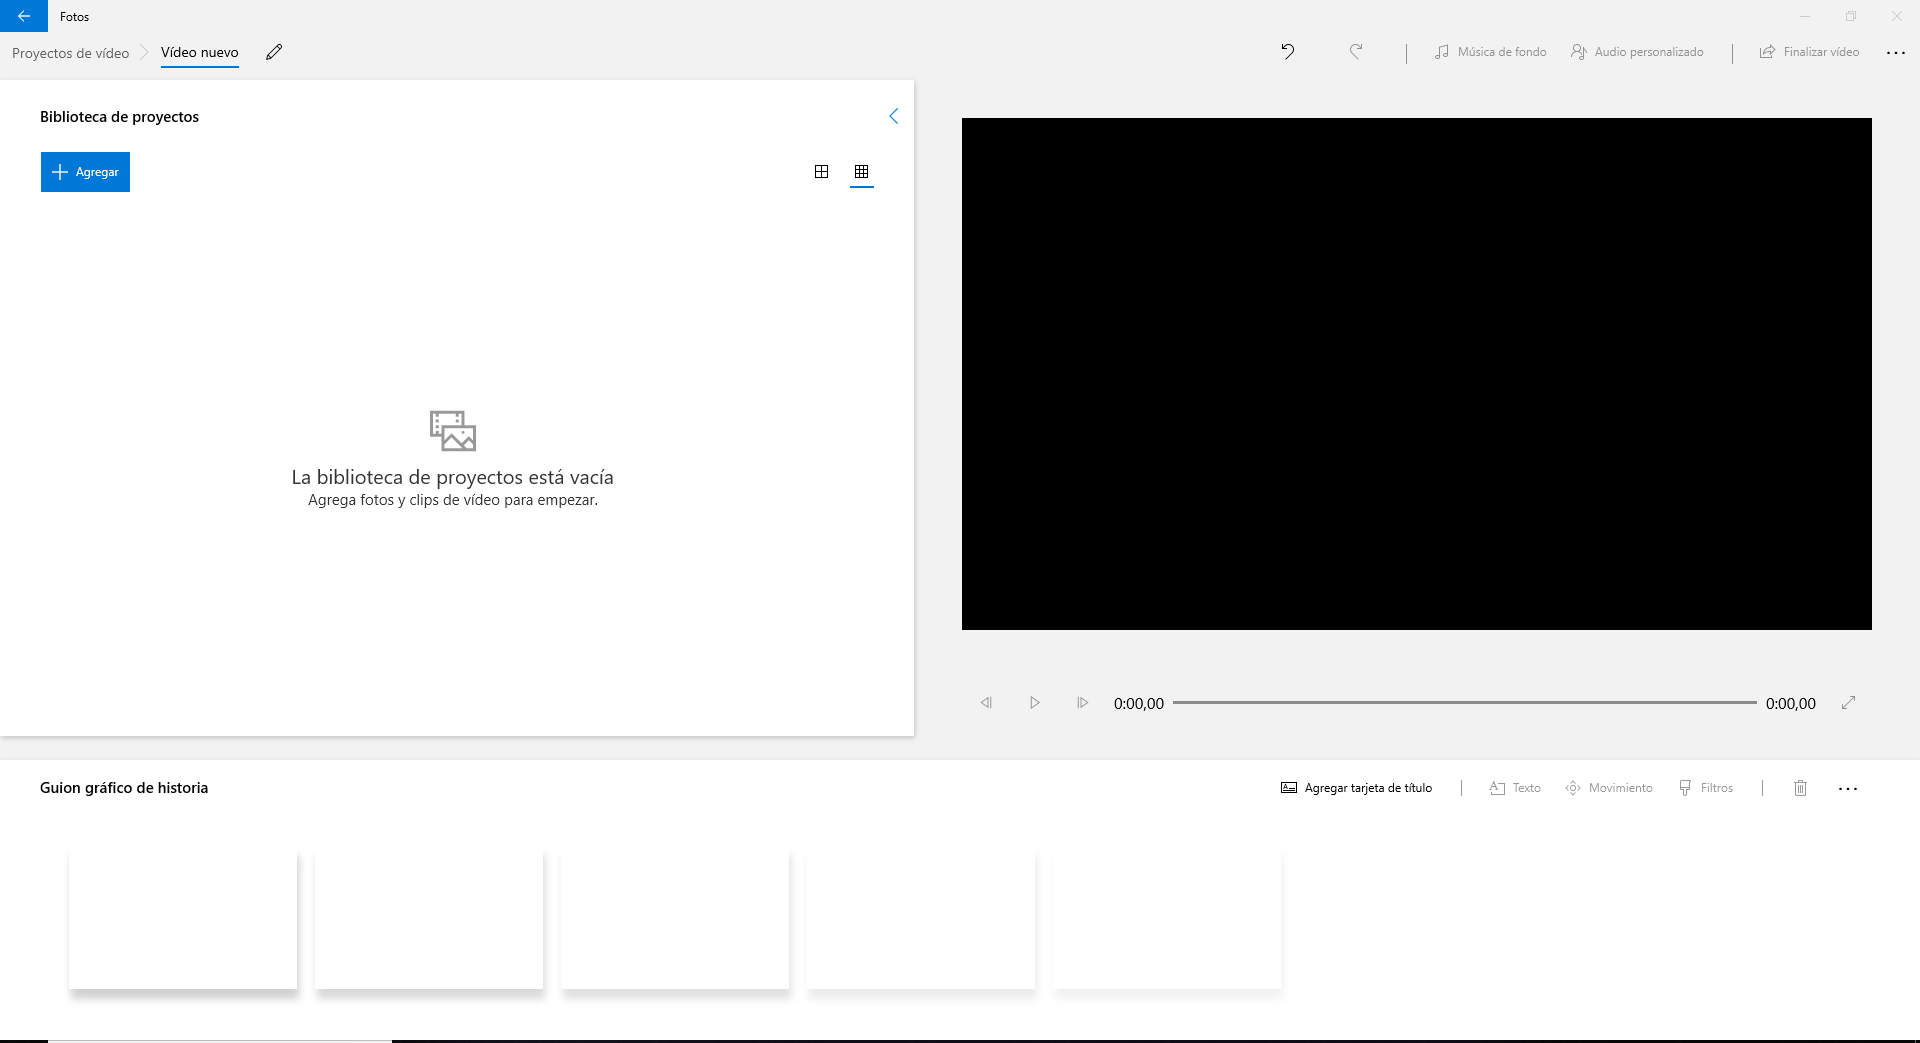 Fotos
Proyectos de vídeo Vídeo nuevo
Música de fondo Audio personalizado Finalizar vídeo
Biblioteca de proyectos
Agregar
La biblioteca de proyectos está vacía
Agrega fotos y clips de vídeo para empezar.
0:00,00 0:00,00
Guion gráfico de historia
Agregar tarjeta de título Texto Movimiento Filtros